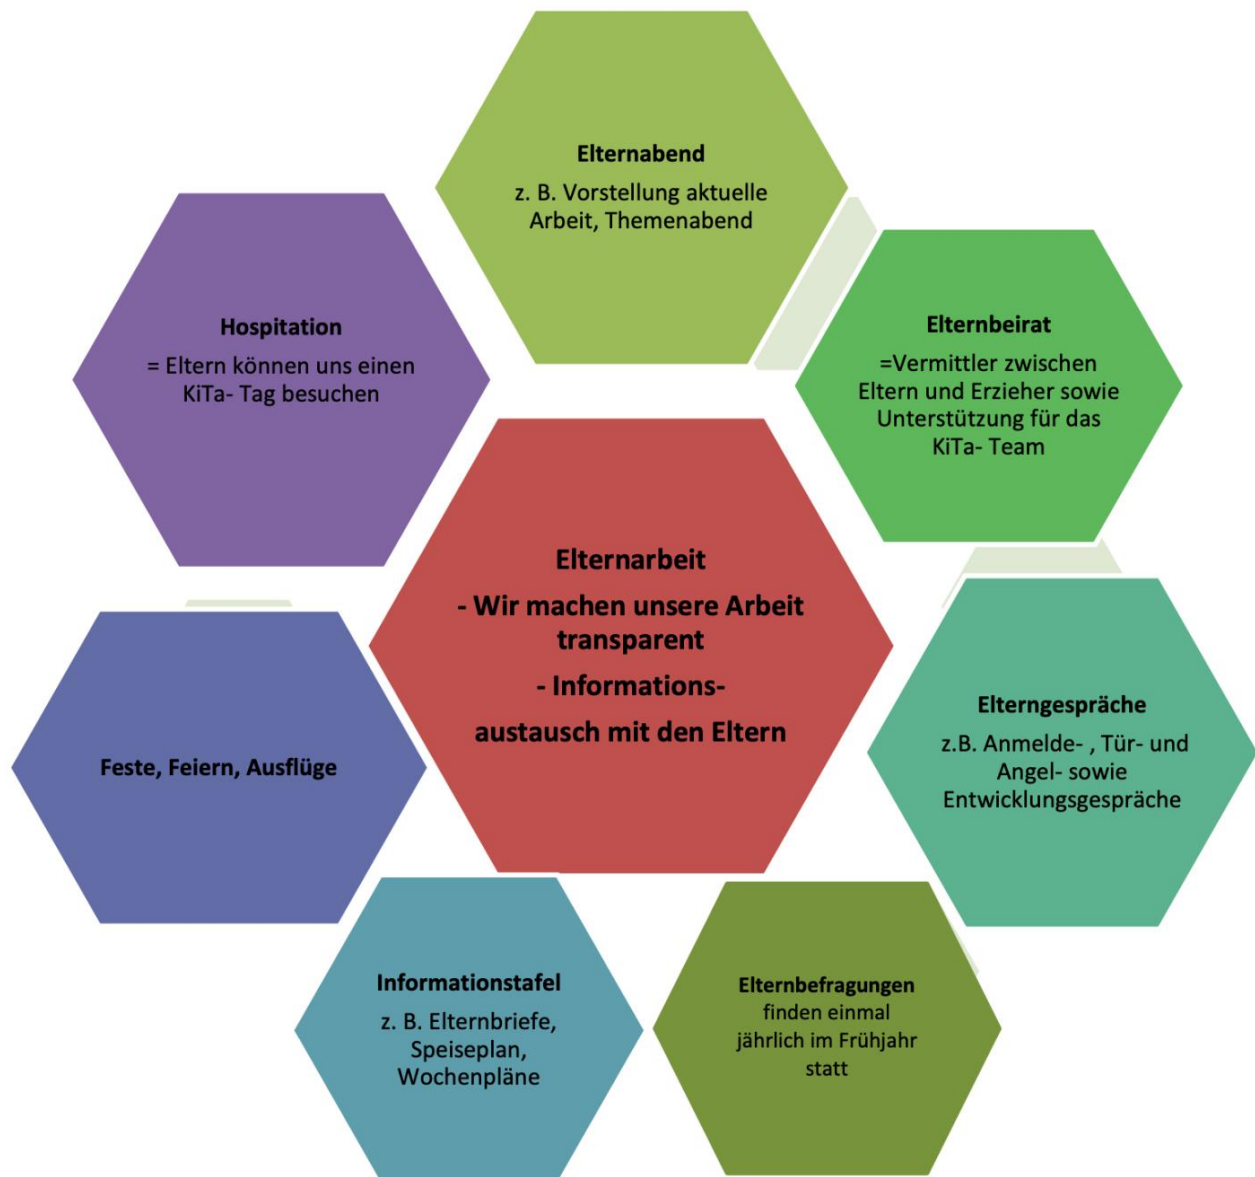 Elternabend
z. B. Vorstellung aktuelle
Arbeit, Themenabend
Hospitation
= Eltern können uns einen
KiTa- Tag besuchen
Elternbeirat
=Vermittler zwischen
Eltern und Erzieher sowie
Unterstützung für das
KiTa- Team
Elternarbeit
- Wir machen unsere Arbeit
transparent
- Informations-
austausch mit den Eltern
Elterngespräche
z.B. Anmelde- , Tür- und
Angel- sowie
Entwicklungsgespräche
Feste, Feiern, Ausflüge
Informationstafel
z. B. Elternbriefe,
Speiseplan,
Wochenpläne
Elternbefragungen
finden einmal
jährlich im Frühjahr
statt